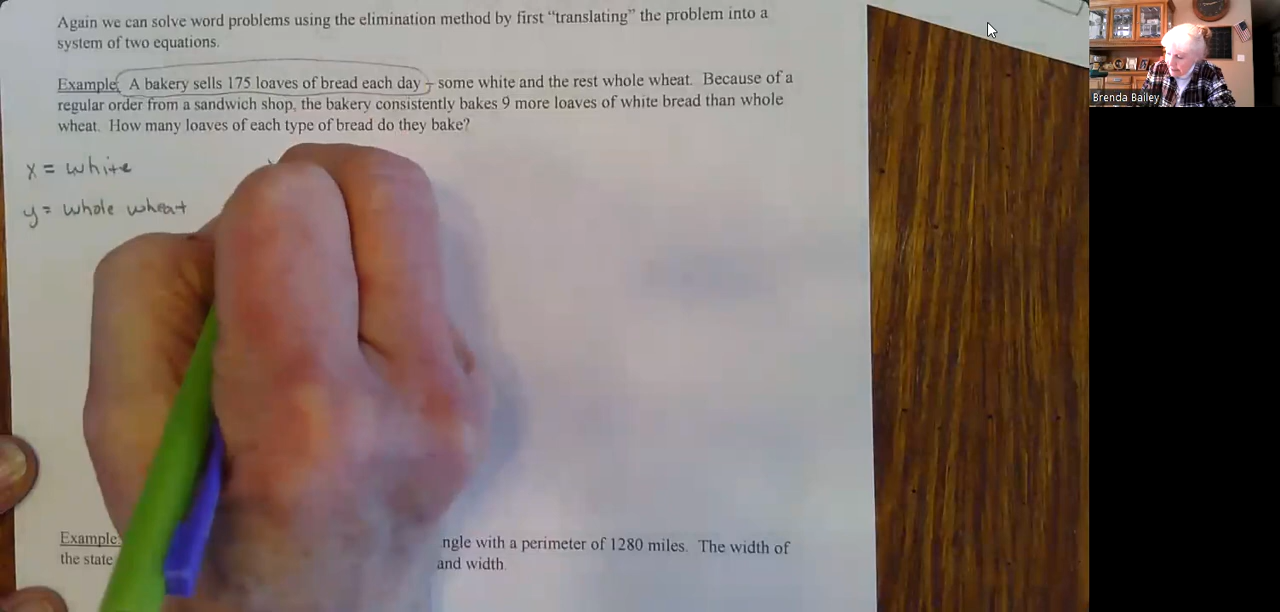 Again we can solve word problems using the elimination method by first “translating” the problem into a
system of two equations.
Example: A bakery sells 175 loaves of bread each day – some white and the rest whole wheat. Because of a
regular order from a sandwich shop, the bakery consistently bakes 9 more loaves of white bread than whole
wheat. How many loaves of each type of bread do they bake?
x = white
y = whole wheat
Example
ngle with a perimeter of 1280 miles. The width of
the state
and width.
Brenda Bailey